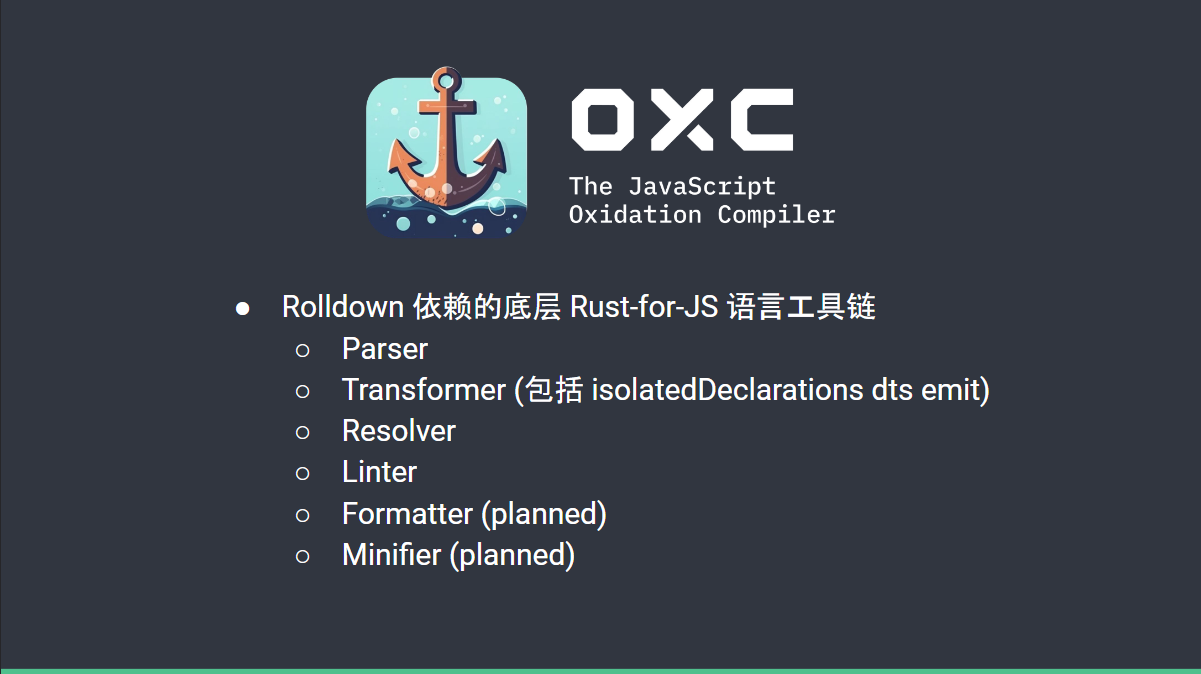 OXC
The JavaScript
Oxidation Compiler
● Rolldown 依赖的底层 Rust-for-JS 语言工具链
○ Parser
○ Transformer (包括 isolatedDeclarations dts emit)
○ Resolver
○ Linter
○ Formatter (planned)
○ Minifier (planned)